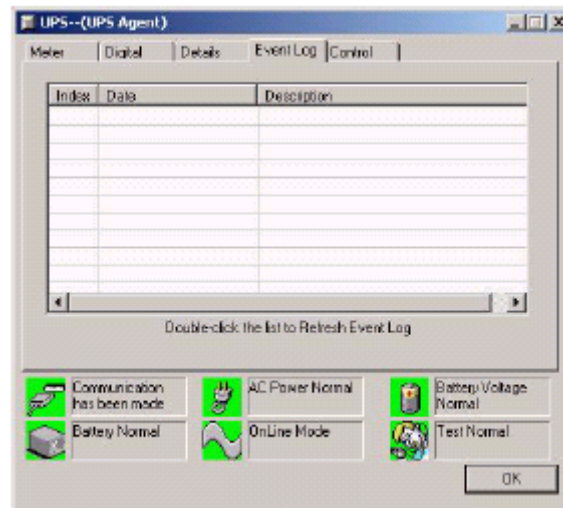 UPS--(UPS Agent)
Meter Digital Details Event Log Control
Index Date Description
Double-click the list to Refresh Event Log
Communication has been made
AC Power Normal
Battery Voltage Normal
Battery Normal
OnLine Mode
Test Normal
OK